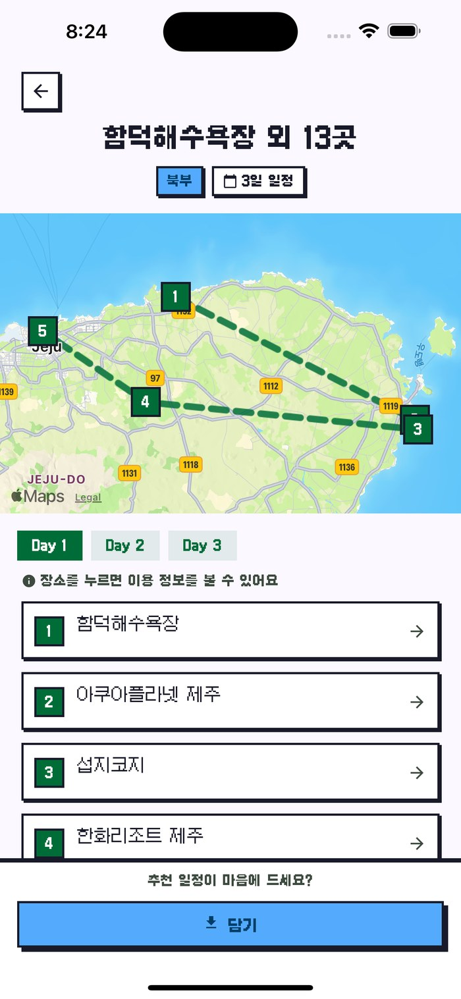 8:24
함덕해수욕장 외 13곳
북부
3일 일정
1
1132
5
Jeju
우도행
97
1112
1139
4
1119
3
1118
1136
1131
JEJU-DO
Maps Legal
Day 1 Day 2 Day 3
장소를 누르면 이용 정보를 볼 수 있어요
1 함덕해수욕장
2 아쿠아플라넷 제주
3 섭지코지
4 한화리조트 제주
추천 일정이 마음에 드세요?
담기